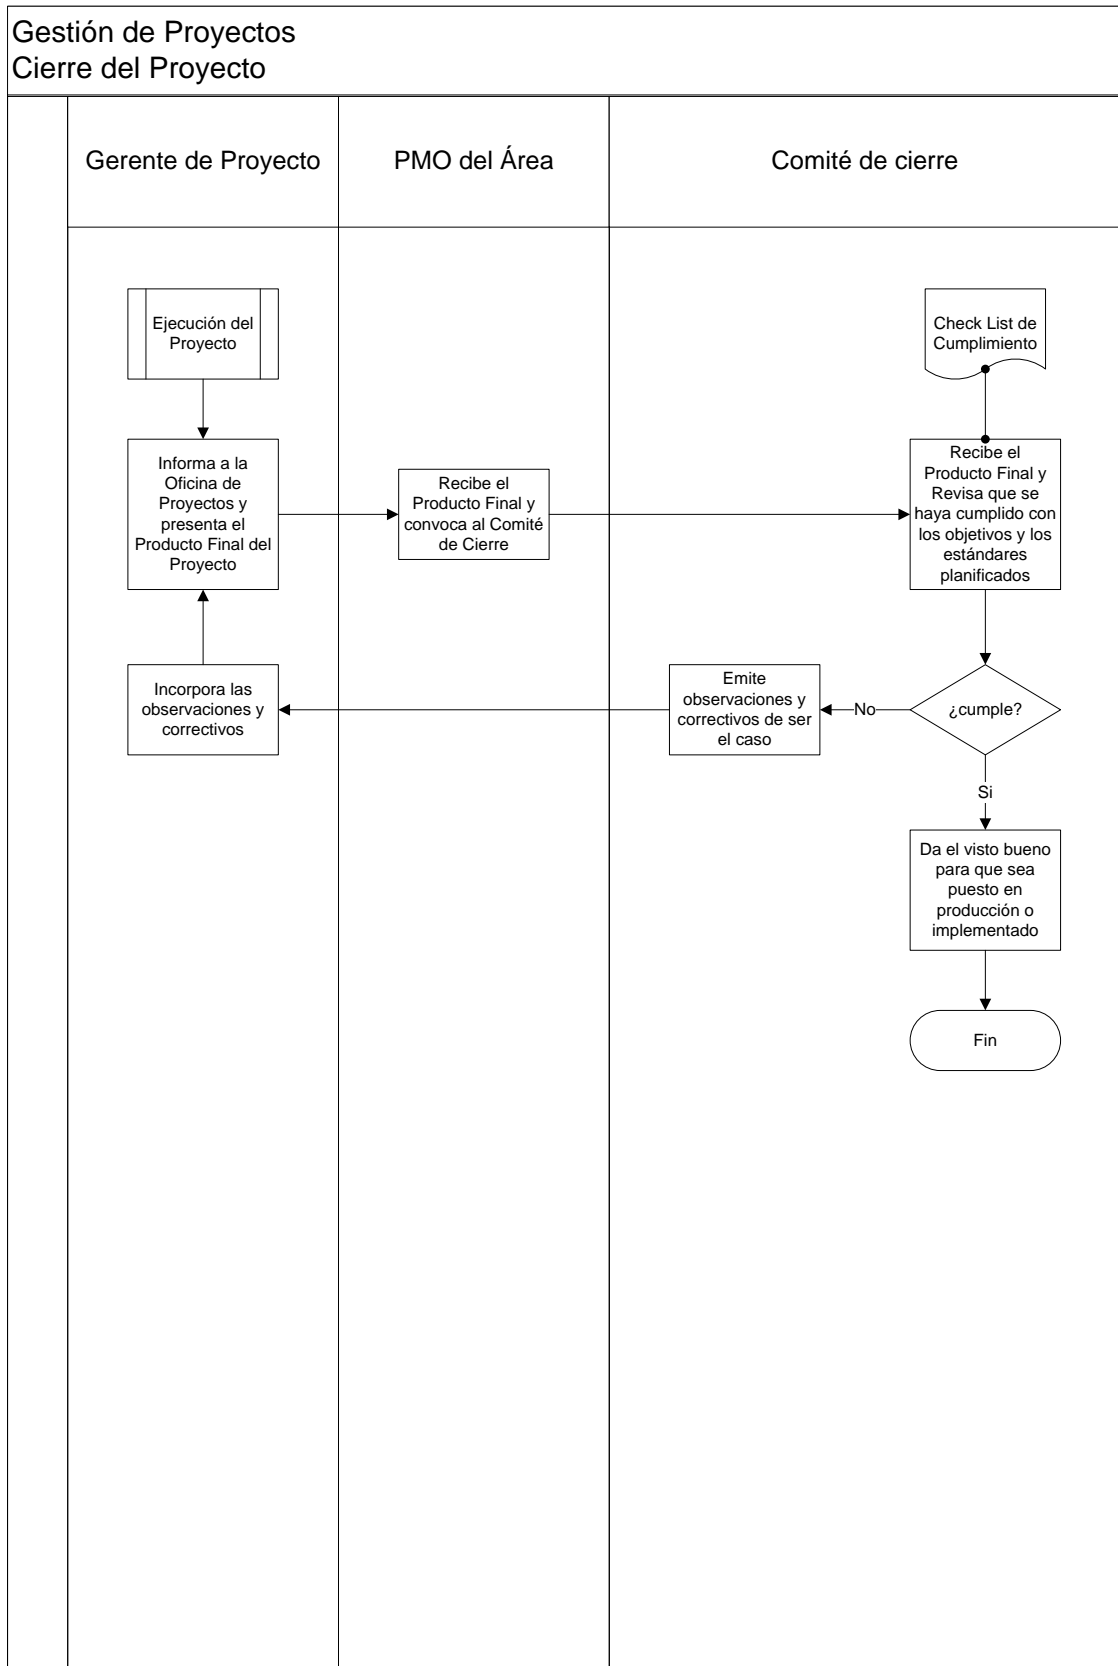 Gestión de Proyectos
Cierre del Proyecto
Gerente de Proyecto
PMO del Área
Comité de cierre
Ejecución del
Proyecto
Check List de
Cumplimiento
Informa a la
Oficina de
Proyectos y
presenta el
Producto Final del
Proyecto
Recibe el
Producto Final y
convoca al Comité
de Cierre
Recibe el
Producto Final y
Revisa que se
haya cumplido con
los objetivos y los
estándares
planificados
Incorpora las
observaciones y
correctivos
Emite
observaciones y
correctivos de ser
el caso
No
¿cumple?
Si
Da el visto bueno
para que sea
puesto en
producción o
implementado
Fin